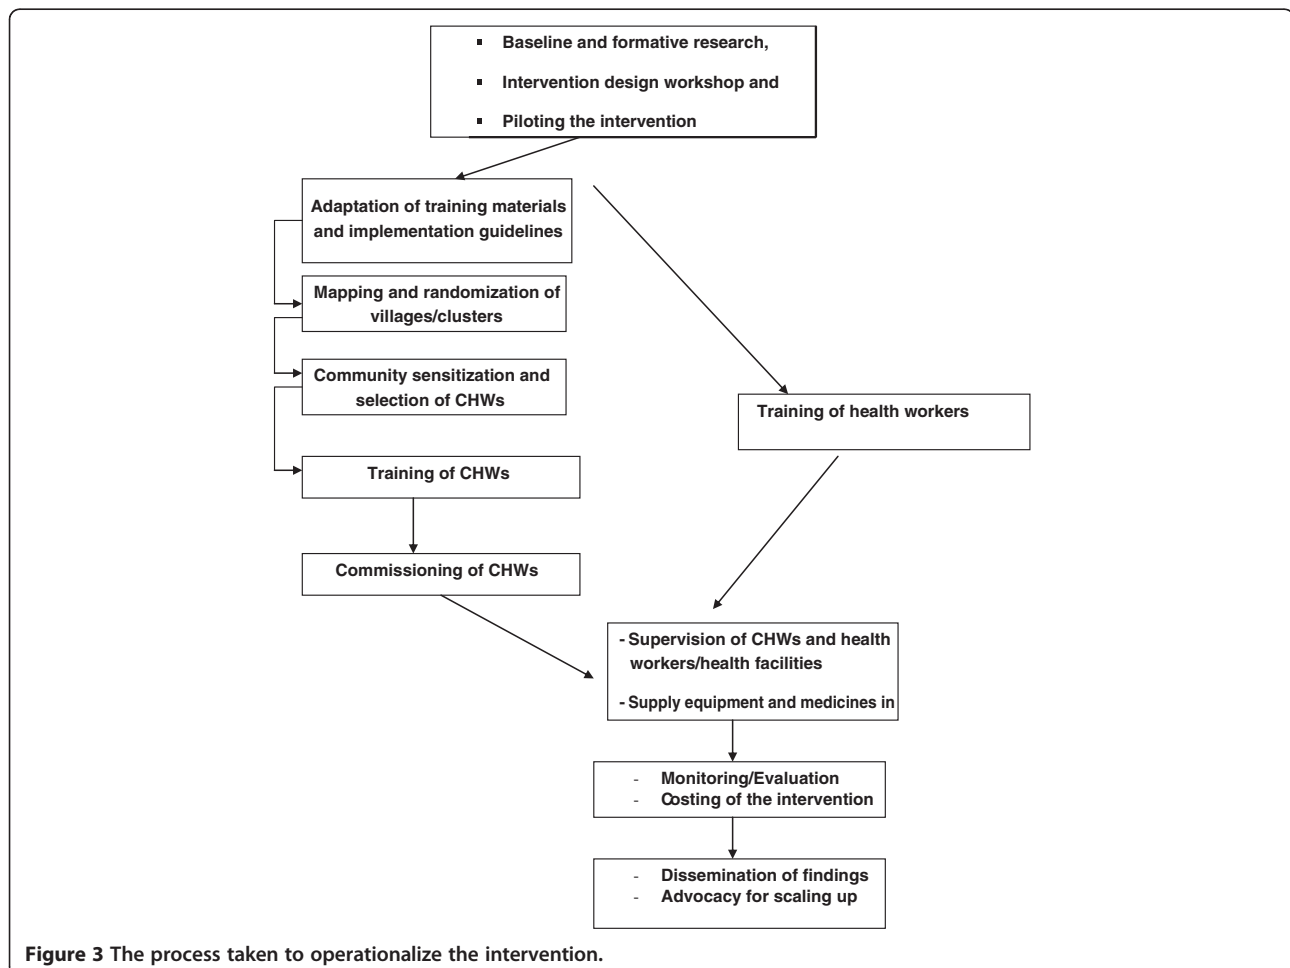 ▪ Baseline and formative research,
▪ Intervention design workshop and
▪ Piloting the intervention
Adaptation of training materials
and implementation guidelines
Mapping and randomization of
villages/clusters
Community sensitization and
selection of CHWs
Training of health workers
Training of CHWs
Commissioning of CHWs
- Supervision of CHWs and health
workers/health facilities
- Supply equipment and medicines in
- Monitoring/Evaluation
- Costing of the intervention
- Dissemination of findings
- Advocacy for scaling up
Figure 3 The process taken to operationalize the intervention.